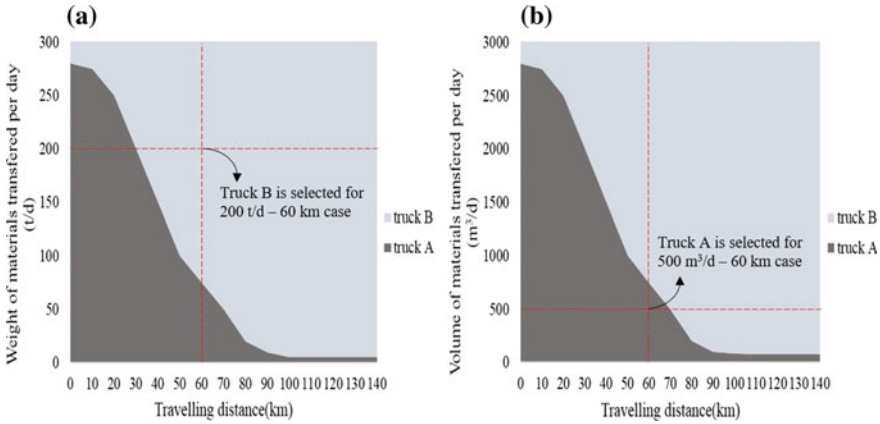 (a)
300
250
200
150
100
50
0
Weight of materials transfered per day
(t/d)
Truck B is selected for
200 t/d – 60 km case
truck B
truck A
0 10 20 30 40 50 60 70 80 90 100 110 120 130 140
Travelling distance(km)
(b)
3000
2500
2000
1500
1000
500
0
Volume of materials transfered per day
(m³/d)
Truck A is selected for
500 m³/d – 60 km case
truck B
truck A
0 10 20 30 40 50 60 70 80 90 100 110 120 130 140
Travelling distance(km)